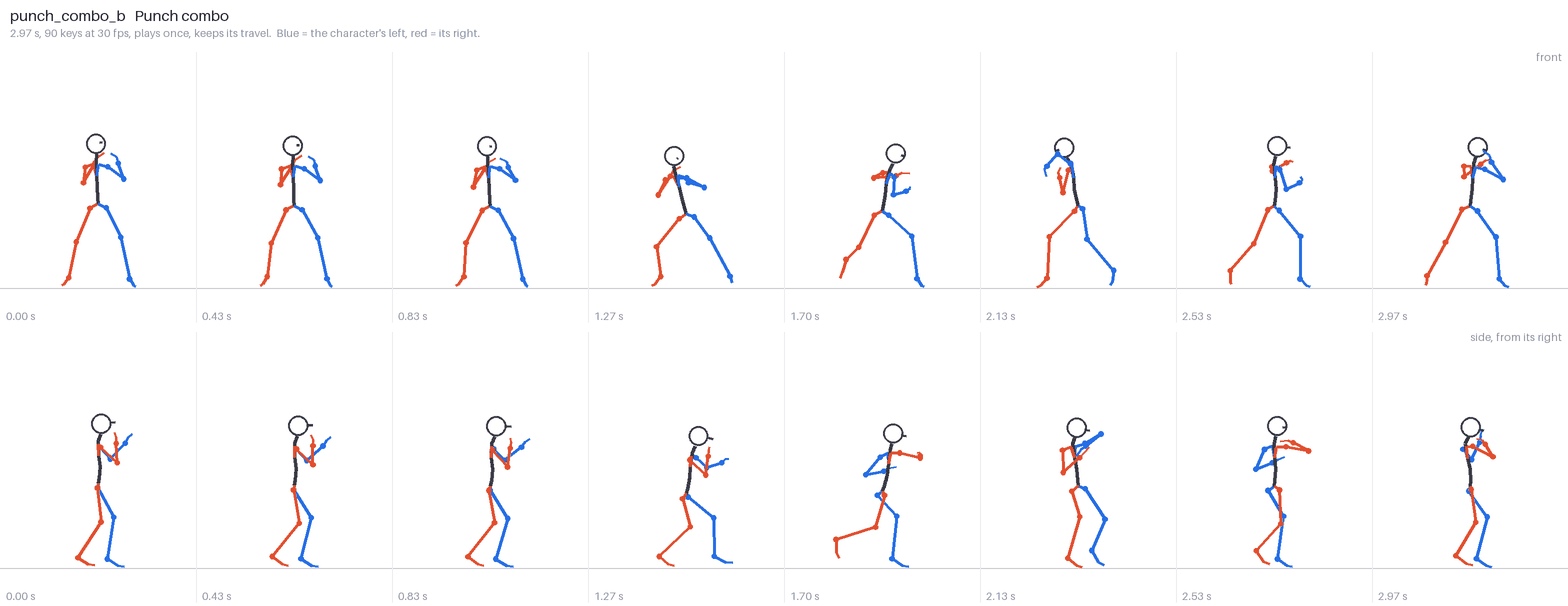 punch_combo_b Punch combo
2.97 s, 90 keys at 30 fps, plays once, keeps its travel. Blue = the character's left, red = its right.
front
0.00 s 0.43 s 0.83 s 1.27 s 1.70 s 2.13 s 2.53 s 2.97 s
side, from its right
0.00 s 0.43 s 0.83 s 1.27 s 1.70 s 2.13 s 2.53 s 2.97 s